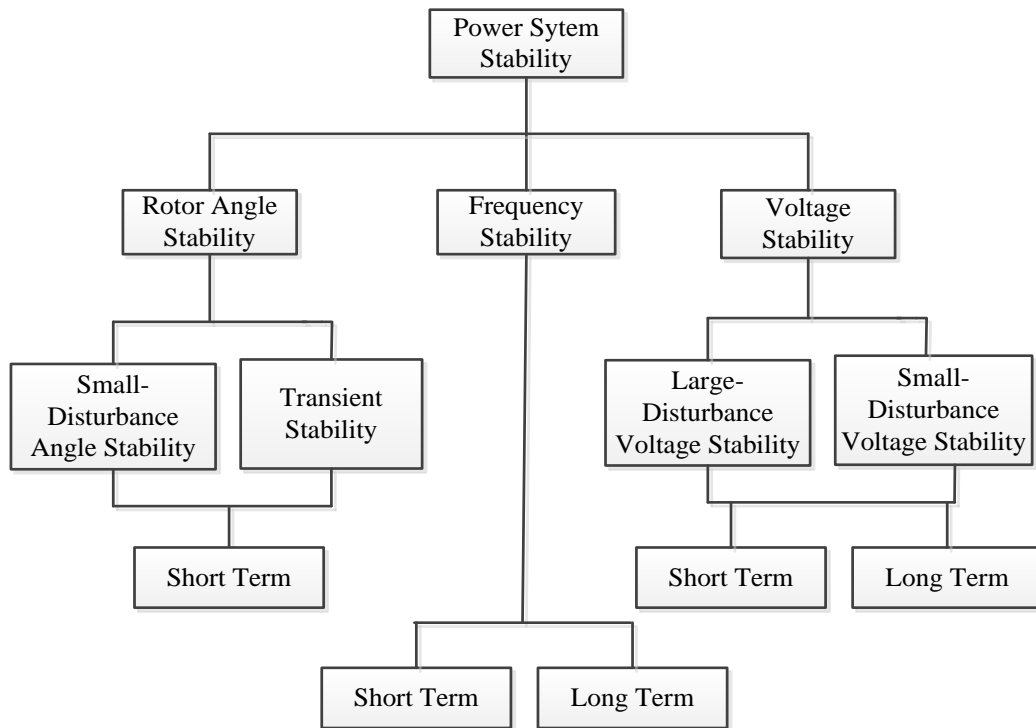 Power Sytem
Stability
Rotor Angle
Stability
Frequency
Stability
Voltage
Stability
Small-
Disturbance
Angle Stability
Transient
Stability
Large-
Disturbance
Voltage Stability
Small-
Disturbance
Voltage Stability
Short Term
Short Term
Long Term
Short Term
Long Term